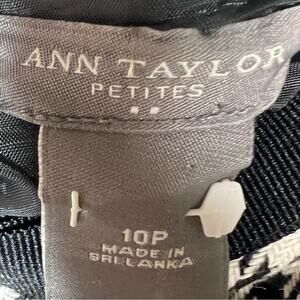 ANN TAYLOR
PETITES
10P
MADE IN
SRI LANKA